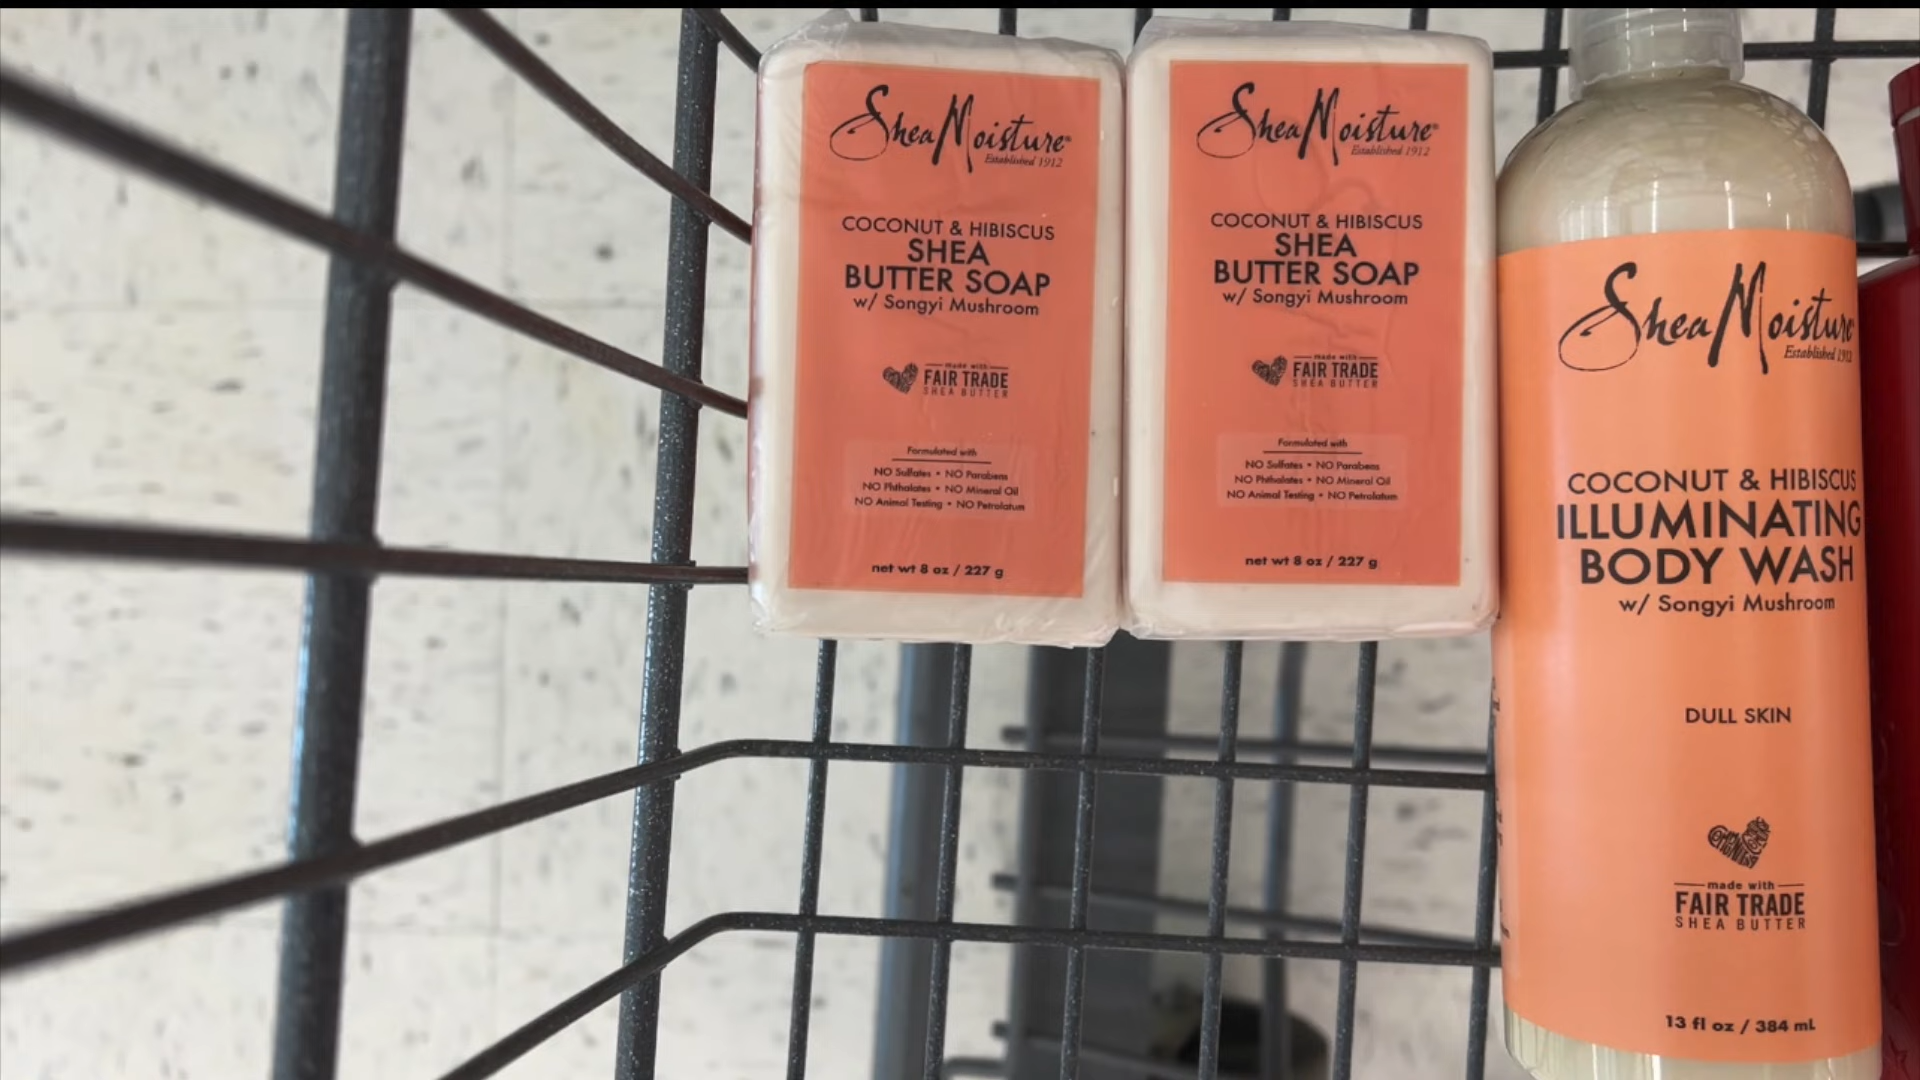 SheaMoisture®
Established 1912
COCONUT & HIBISCUS
SHEA
BUTTER SOAP
w/ Songyi Mushroom
made with
FAIR TRADE
SHEA BUTTER
Formulated with
NO Sulfates • NO Parabens
NO Phthalates • NO Mineral Oil
NO Animal Testing • NO Petrolatum
net wt 8 oz / 227 g
SheaMoisture®
Established 1912
COCONUT & HIBISCUS
SHEA
BUTTER SOAP
w/ Songyi Mushroom
made with
FAIR TRADE
SHEA BUTTER
Formulated with
NO Sulfates • NO Parabens
NO Phthalates • NO Mineral Oil
NO Animal Testing • NO Petrolatum
net wt 8 oz / 227 g
SheaMoisture®
Established 1912
COCONUT & HIBISCUS
ILLUMINATING
BODY WASH
w/ Songyi Mushroom
DULL SKIN
made with
FAIR TRADE
SHEA BUTTER
13 fl oz / 384 mL